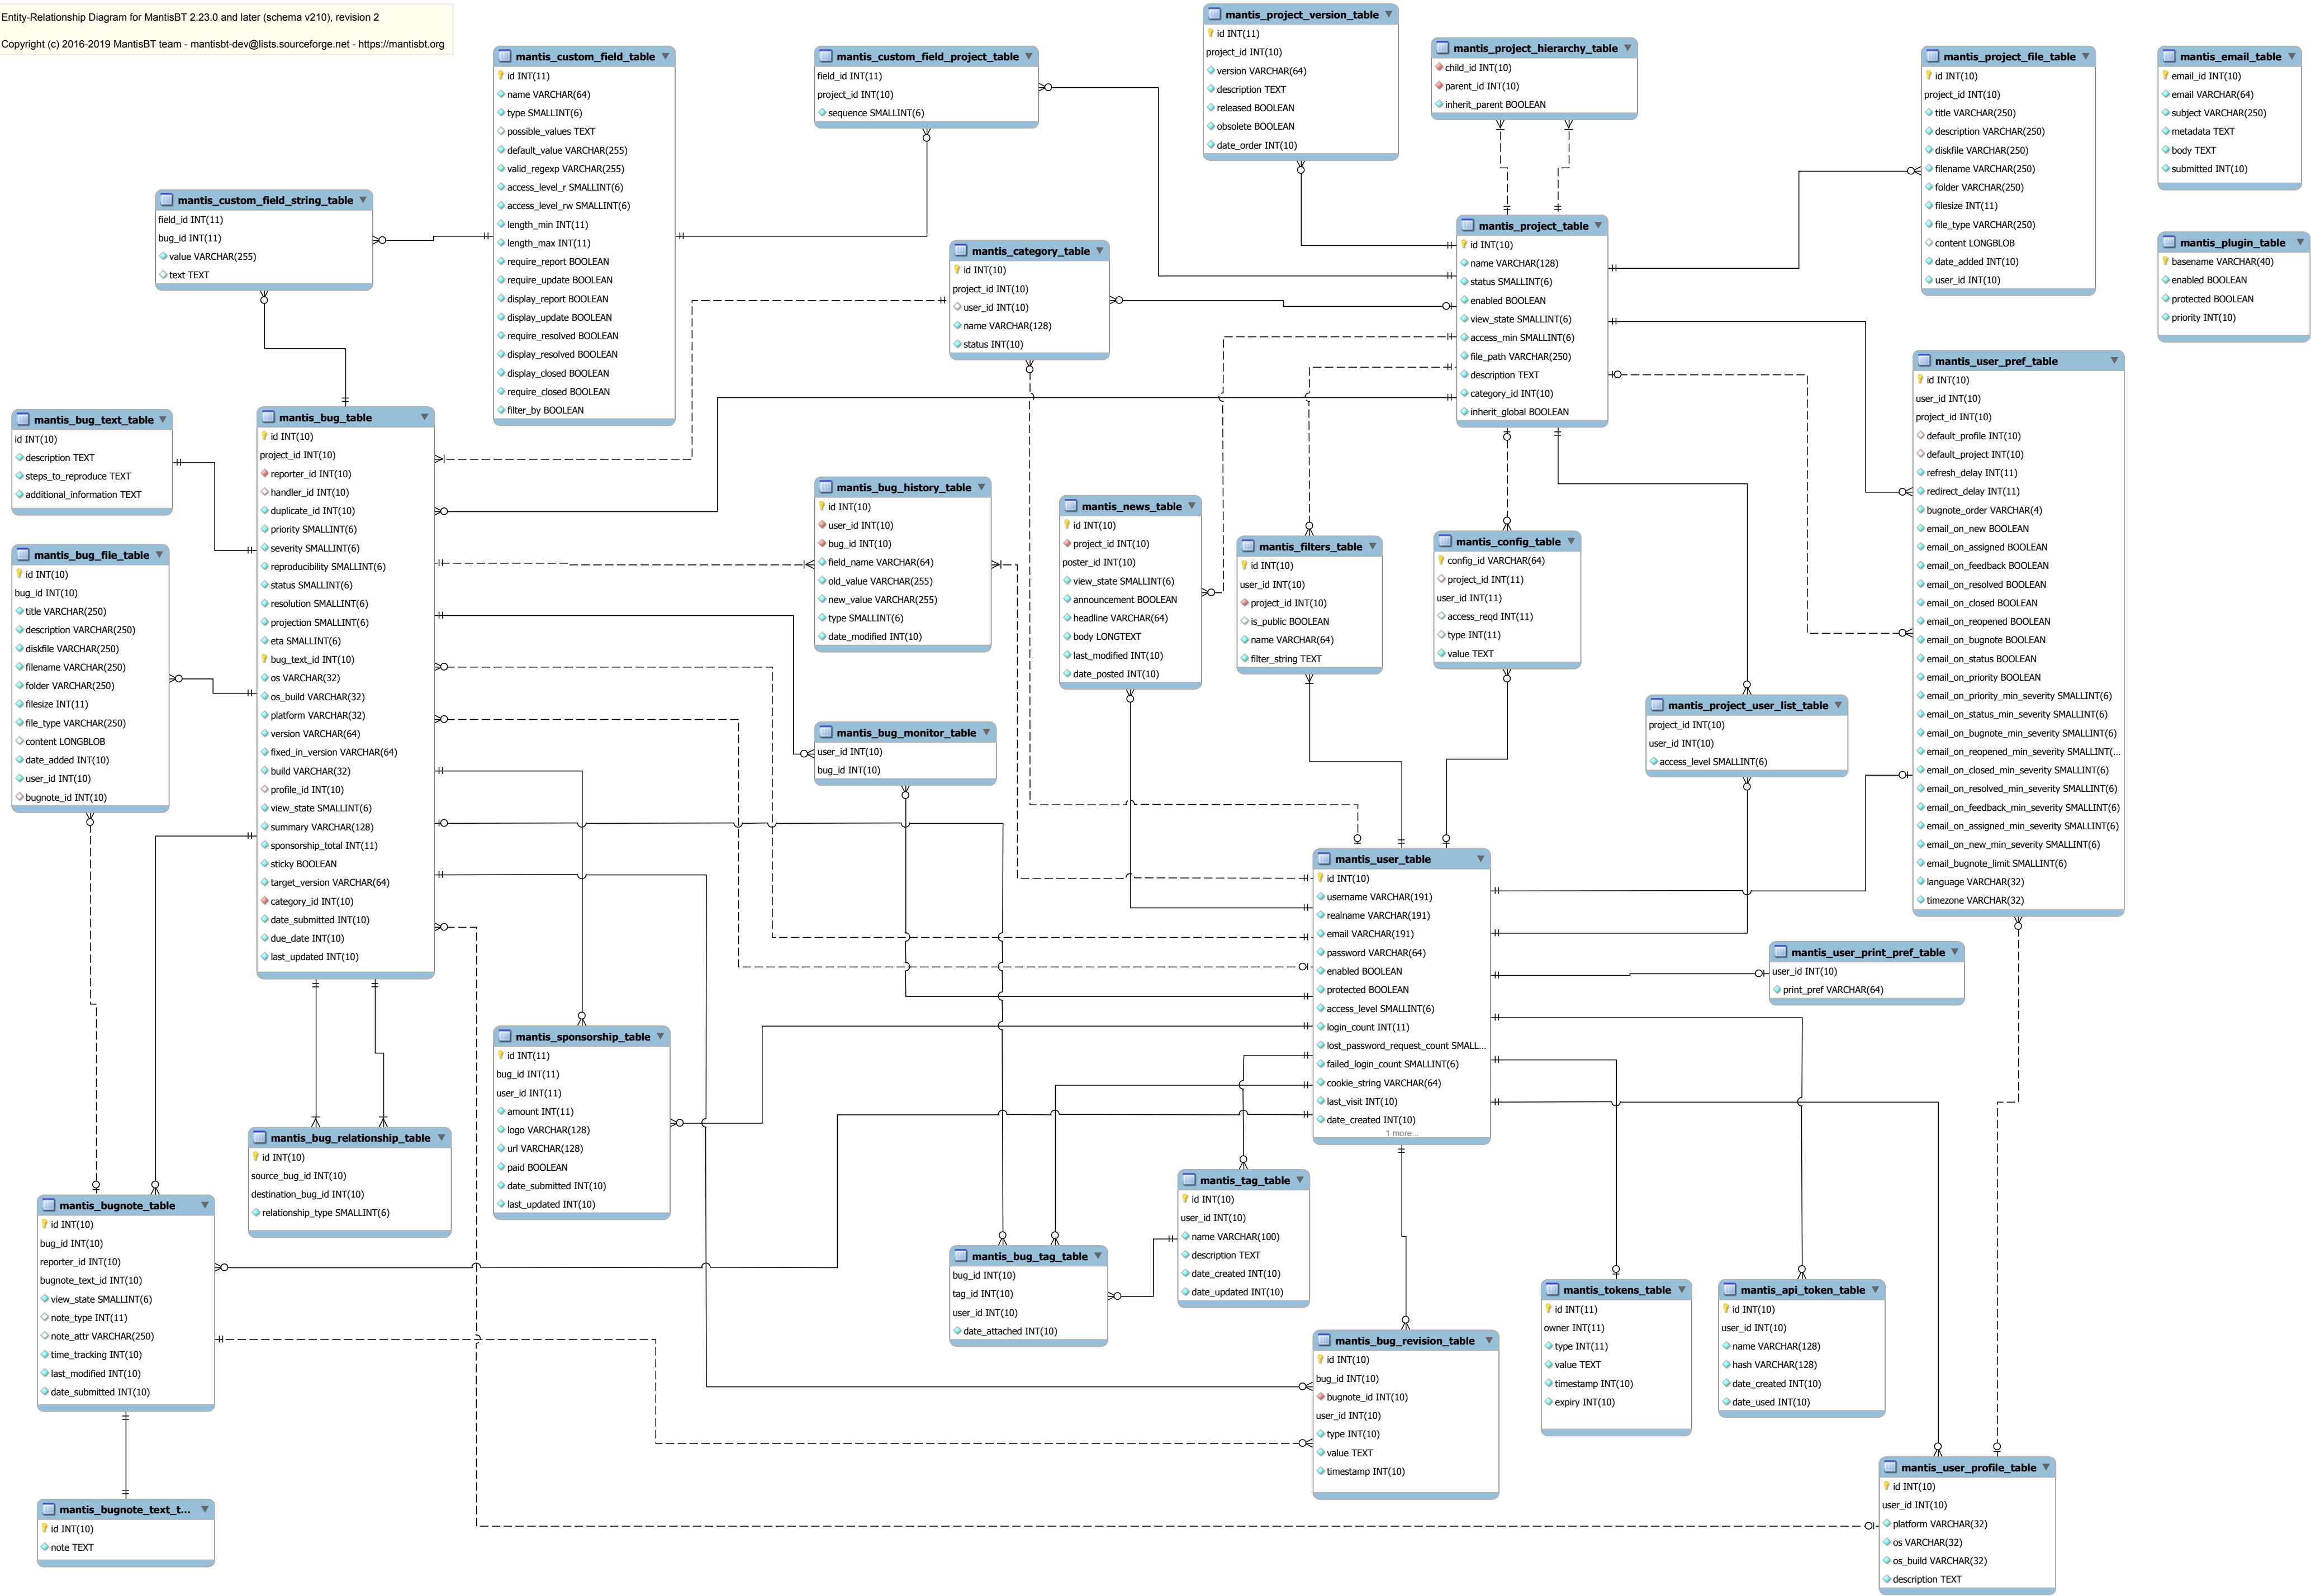 Entity-Relationship Diagram for MantisBT 2.23.0 and later (schema v210), revision 2
Copyright (c) 2016-2019 MantisBT team - mantisbt-dev@lists.sourceforge.net - https://mantisbt.org
mantis_custom_field_table
id INT(11)
name VARCHAR(64)
type SMALLINT(6)
possible_values TEXT
default_value VARCHAR(255)
valid_regexp VARCHAR(255)
access_level_r SMALLINT(6)
access_level_rw SMALLINT(6)
length_min INT(11)
length_max INT(11)
require_report BOOLEAN
require_update BOOLEAN
display_report BOOLEAN
display_update BOOLEAN
require_resolved BOOLEAN
display_resolved BOOLEAN
display_closed BOOLEAN
require_closed BOOLEAN
filter_by BOOLEAN
mantis_custom_field_project_table
field_id INT(11)
project_id INT(10)
sequence SMALLINT(6)
mantis_project_version_table
id INT(11)
project_id INT(10)
version VARCHAR(64)
description TEXT
released BOOLEAN
obsolete BOOLEAN
date_order INT(10)
mantis_project_hierarchy_table
child_id INT(10)
parent_id INT(10)
inherit_parent BOOLEAN
mantis_project_file_table
id INT(10)
project_id INT(10)
title VARCHAR(250)
description VARCHAR(250)
diskfile VARCHAR(250)
filename VARCHAR(250)
folder VARCHAR(250)
filesize INT(11)
file_type VARCHAR(250)
content LONGBLOB
date_added INT(10)
user_id INT(10)
mantis_email_table
email_id INT(10)
email VARCHAR(64)
subject VARCHAR(250)
metadata TEXT
body TEXT
submitted INT(10)
mantis_plugin_table
basename VARCHAR(40)
enabled BOOLEAN
protected BOOLEAN
priority INT(10)
mantis_custom_field_string_table
field_id INT(11)
bug_id INT(11)
value VARCHAR(255)
text TEXT
mantis_category_table
id INT(10)
project_id INT(10)
user_id INT(10)
name VARCHAR(128)
status INT(10)
mantis_project_table
id INT(10)
name VARCHAR(128)
status SMALLINT(6)
enabled BOOLEAN
view_state SMALLINT(6)
access_min SMALLINT(6)
file_path VARCHAR(250)
description TEXT
category_id INT(10)
inherit_global BOOLEAN
mantis_user_pref_table
id INT(10)
user_id INT(10)
project_id INT(10)
default_profile INT(10)
default_project INT(10)
refresh_delay INT(11)
redirect_delay INT(11)
bugnote_order VARCHAR(4)
email_on_new BOOLEAN
email_on_assigned BOOLEAN
email_on_feedback BOOLEAN
email_on_resolved BOOLEAN
email_on_closed BOOLEAN
email_on_reopened BOOLEAN
email_on_bugnote BOOLEAN
email_on_status BOOLEAN
email_on_priority BOOLEAN
email_on_priority_min_severity SMALLINT(6)
email_on_status_min_severity SMALLINT(6)
email_on_bugnote_min_severity SMALLINT(6)
email_on_reopened_min_severity SMALLINT(...
email_on_closed_min_severity SMALLINT(6)
email_on_resolved_min_severity SMALLINT(6)
email_on_feedback_min_severity SMALLINT(6)
email_on_assigned_min_severity SMALLINT(6)
email_on_new_min_severity SMALLINT(6)
email_bugnote_limit SMALLINT(6)
language VARCHAR(32)
timezone VARCHAR(32)
mantis_bug_text_table
id INT(10)
description TEXT
steps_to_reproduce TEXT
additional_information TEXT
mantis_bug_table
id INT(10)
project_id INT(10)
reporter_id INT(10)
handler_id INT(10)
duplicate_id INT(10)
priority SMALLINT(6)
severity SMALLINT(6)
reproducibility SMALLINT(6)
status SMALLINT(6)
resolution SMALLINT(6)
projection SMALLINT(6)
eta SMALLINT(6)
bug_text_id INT(10)
os VARCHAR(32)
os_build VARCHAR(32)
platform VARCHAR(32)
version VARCHAR(64)
fixed_in_version VARCHAR(64)
build VARCHAR(32)
profile_id INT(10)
view_state SMALLINT(6)
summary VARCHAR(128)
sponsorship_total INT(11)
sticky BOOLEAN
target_version VARCHAR(64)
category_id INT(10)
date_submitted INT(10)
due_date INT(10)
last_updated INT(10)
mantis_bug_file_table
id INT(10)
bug_id INT(10)
title VARCHAR(250)
description VARCHAR(250)
diskfile VARCHAR(250)
filename VARCHAR(250)
folder VARCHAR(250)
filesize INT(11)
file_type VARCHAR(250)
content LONGBLOB
date_added INT(10)
user_id INT(10)
bugnote_id INT(10)
mantis_bug_history_table
id INT(10)
user_id INT(10)
bug_id INT(10)
field_name VARCHAR(64)
old_value VARCHAR(255)
new_value VARCHAR(255)
type SMALLINT(6)
date_modified INT(10)
mantis_news_table
id INT(10)
project_id INT(10)
poster_id INT(10)
view_state SMALLINT(6)
announcement BOOLEAN
headline VARCHAR(64)
body LONGTEXT
last_modified INT(10)
date_posted INT(10)
mantis_filters_table
id INT(10)
user_id INT(10)
project_id INT(10)
is_public BOOLEAN
name VARCHAR(64)
filter_string TEXT
mantis_config_table
config_id VARCHAR(64)
project_id INT(11)
user_id INT(11)
access_reqd INT(11)
type INT(11)
value TEXT
mantis_project_user_list_table
project_id INT(10)
user_id INT(10)
access_level SMALLINT(6)
mantis_bug_monitor_table
user_id INT(10)
bug_id INT(10)
mantis_user_table
id INT(10)
username VARCHAR(191)
realname VARCHAR(191)
email VARCHAR(191)
password VARCHAR(64)
enabled BOOLEAN
protected BOOLEAN
access_level SMALLINT(6)
login_count INT(11)
lost_password_request_count SMALL...
failed_login_count SMALLINT(6)
cookie_string VARCHAR(64)
last_visit INT(10)
date_created INT(10)
1 more...
mantis_user_print_pref_table
user_id INT(10)
print_pref VARCHAR(64)
mantis_sponsorship_table
id INT(11)
bug_id INT(11)
user_id INT(11)
amount INT(11)
logo VARCHAR(128)
url VARCHAR(128)
paid BOOLEAN
date_submitted INT(10)
last_updated INT(10)
mantis_bug_relationship_table
id INT(10)
source_bug_id INT(10)
destination_bug_id INT(10)
relationship_type SMALLINT(6)
mantis_bugnote_table
id INT(10)
bug_id INT(10)
reporter_id INT(10)
bugnote_text_id INT(10)
view_state SMALLINT(6)
note_type INT(11)
note_attr VARCHAR(250)
time_tracking INT(10)
last_modified INT(10)
date_submitted INT(10)
mantis_tag_table
id INT(10)
user_id INT(10)
name VARCHAR(100)
description TEXT
date_created INT(10)
date_updated INT(10)
mantis_bug_tag_table
bug_id INT(10)
tag_id INT(10)
user_id INT(10)
date_attached INT(10)
mantis_bug_revision_table
id INT(10)
bug_id INT(10)
bugnote_id INT(10)
user_id INT(10)
type INT(10)
value TEXT
timestamp INT(10)
mantis_tokens_table
id INT(11)
owner INT(11)
type INT(11)
value TEXT
timestamp INT(10)
expiry INT(10)
mantis_api_token_table
id INT(10)
user_id INT(10)
name VARCHAR(128)
hash VARCHAR(128)
date_created INT(10)
date_used INT(10)
mantis_user_profile_table
id INT(10)
user_id INT(10)
platform VARCHAR(32)
os VARCHAR(32)
os_build VARCHAR(32)
description TEXT
mantis_bugnote_text_t...
id INT(10)
note TEXT